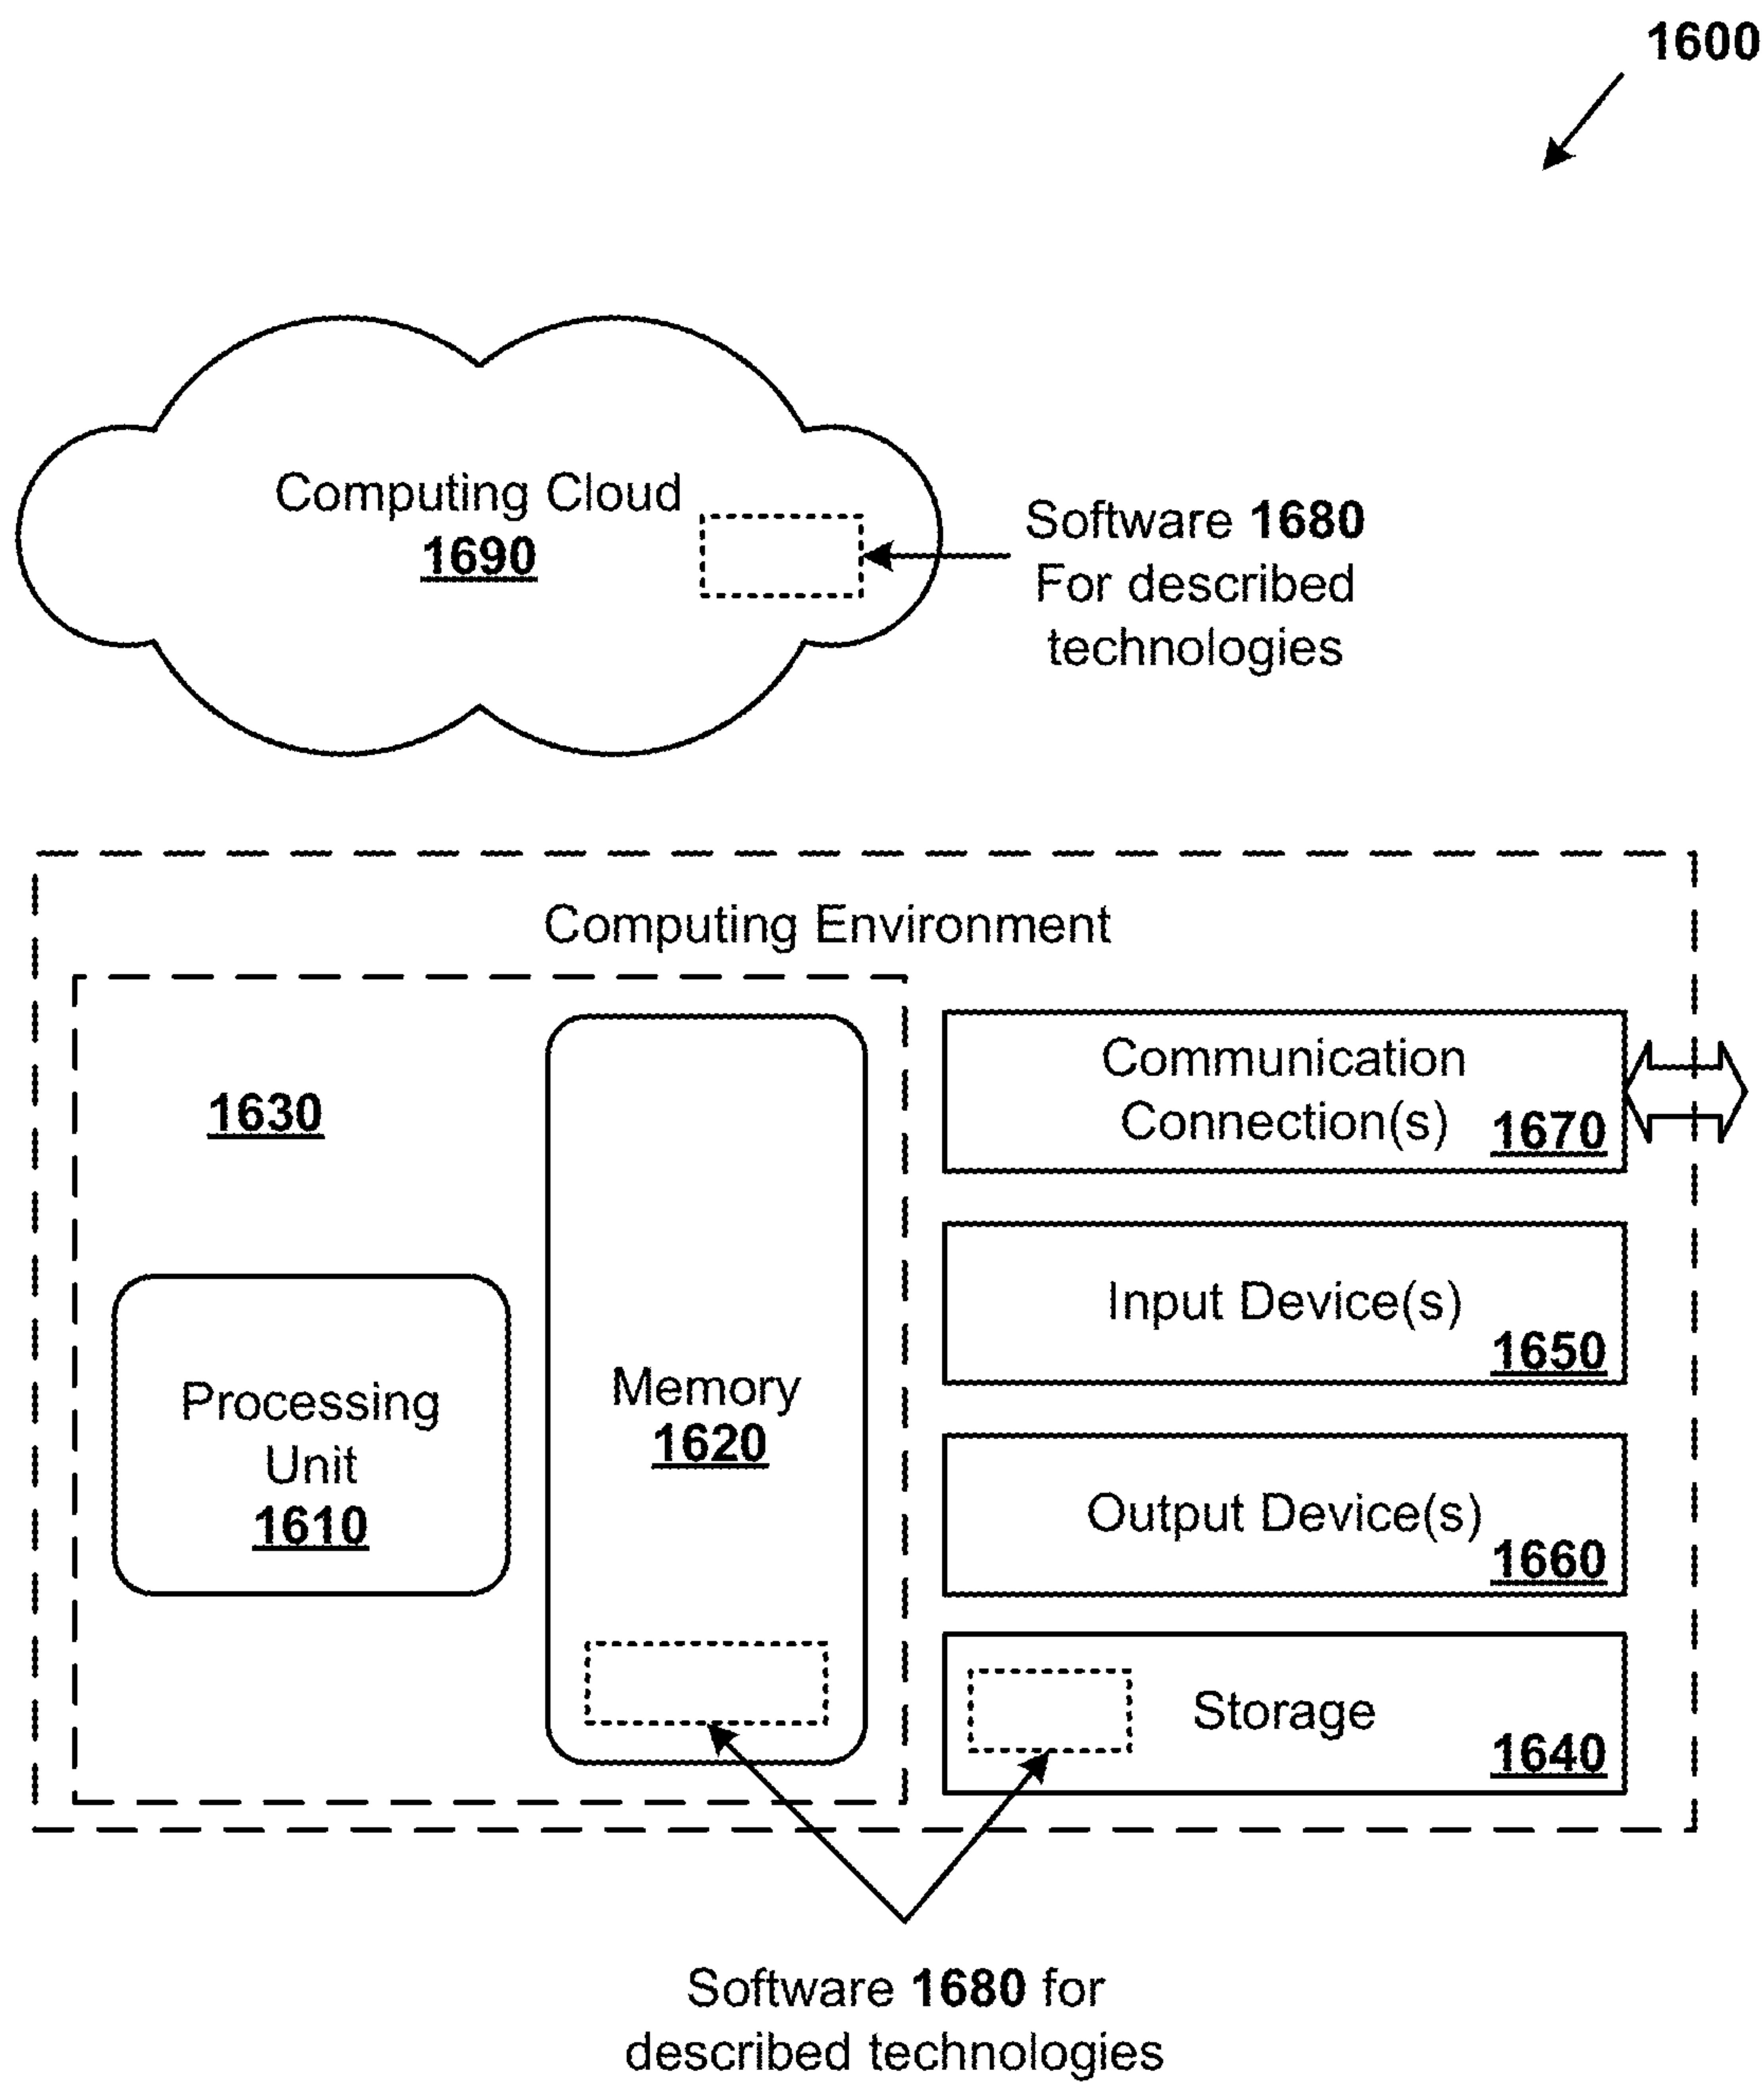 1600
Computing Cloud
1690
Software 1680
For described
technologies
Computing Environment
1630
Processing
Unit
1610
Memory
1620
Communication
Connection(s) 1670
Input Device(s)
1650
Output Device(s)
1660
Storage
1640
Software 1680 for
described technologies